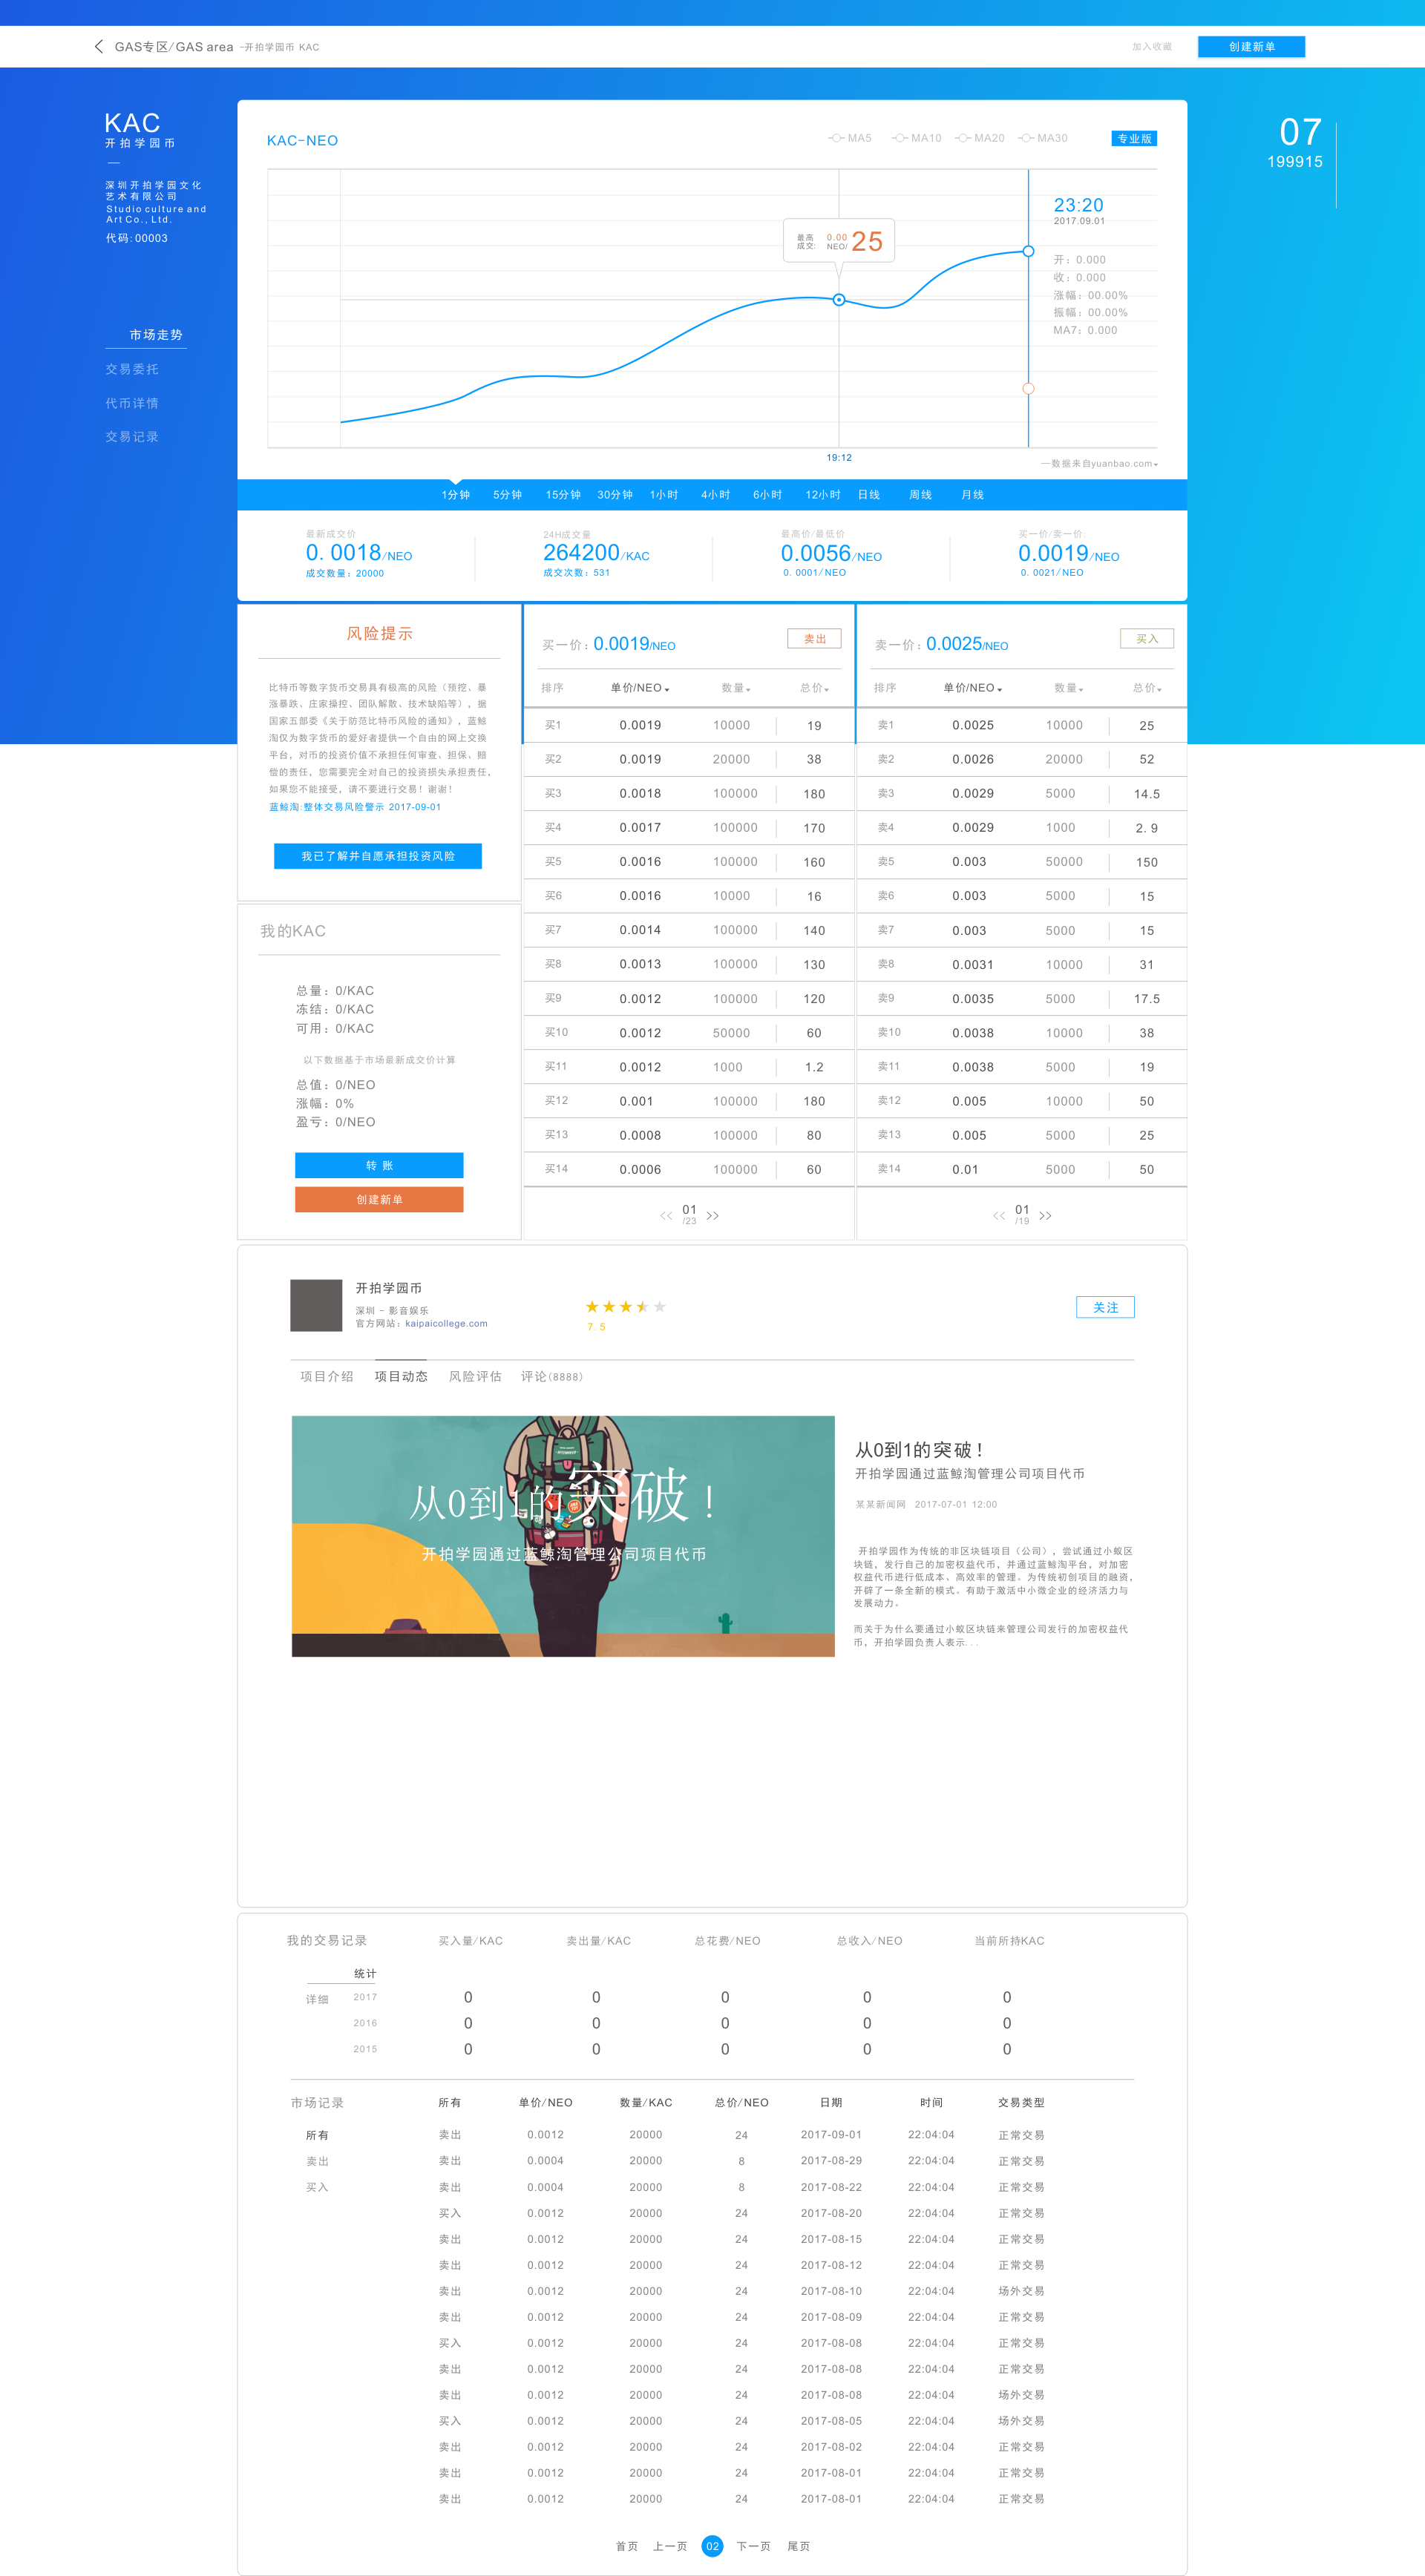 GAS专区/GAS area -开拍学园币 KAC
加入收藏
创建新单
KAC
开拍学园币
深圳开拍学园文化
艺术有限公司
Studio culture and
Art Co., Ltd.
代码: 00003
市场走势
交易委托
代币详情
交易记录
07
199915
KAC-NEO
MA5 MA10 MA20 MA30
专业版
23:20
2017.09.01
最高
成交:
0.00
NEO/
25
开: 0.000
收: 0.000
涨幅: 00.00%
振幅: 00.00%
MA7: 0.000
19:12
—数据来自yuanbao.com
1分钟 5分钟 15分钟 30分钟 1小时 4小时 6小时 12小时 日线 周线 月线
最新成交价
0. 0018/NEO
成交数量: 20000
24H成交量
264200/KAC
成交次数: 531
最高价/最低价
0.0056/NEO
0. 0001/NEO
买一价/卖一价:
0.0019/NEO
0. 0021/NEO
风险提示
比特币等数字货币交易具有极高的风险（预挖、暴
涨暴跌、庄家操控、团队解散、技术缺陷等），据
国家五部委《关于防范比特币风险的通知》，蓝鲸
淘仅为数字货币的爱好者提供一个自由的网上交换
平台，对币的投资价值不承担任何审查、担保、赔
偿的责任，您需要完全对自己的投资损失承担责任，
如果您不能接受，请不要进行交易！谢谢！
蓝鲸淘:整体交易风险警示 2017-09-01
我已了解并自愿承担投资风险
我的KAC
总量: 0/KAC
冻结: 0/KAC
可用: 0/KAC
以下数据基于市场最新成交价计算
总值: 0/NEO
涨幅: 0%
盈亏: 0/NEO
转 账
创建新单
买一价: 0.0019/NEO
卖出
排序 单价/NEO 数量 总价
买1 0.0019 10000 19
买2 0.0019 20000 38
买3 0.0018 100000 180
买4 0.0017 100000 170
买5 0.0016 100000 160
买6 0.0016 10000 16
买7 0.0014 100000 140
买8 0.0013 100000 130
买9 0.0012 100000 120
买10 0.0012 50000 60
买11 0.0012 1000 1.2
买12 0.001 100000 180
买13 0.0008 100000 80
买14 0.0006 100000 60
<< 01 >>
/23
卖一价: 0.0025/NEO
买入
排序 单价/NEO 数量 总价
卖1 0.0025 10000 25
卖2 0.0026 20000 52
卖3 0.0029 5000 14.5
卖4 0.0029 1000 2. 9
卖5 0.003 50000 150
卖6 0.003 5000 15
卖7 0.003 5000 15
卖8 0.0031 10000 31
卖9 0.0035 5000 17.5
卖10 0.0038 10000 38
卖11 0.0038 5000 19
卖12 0.005 10000 50
卖13 0.005 5000 25
卖14 0.01 5000 50
<< 01 >>
/19
开拍学园币
深圳 - 影音娱乐
官方网站: kaipaicollege.com
7. 5
关注
项目介绍 项目动态 风险评估 评论(8888)
从0到1的突破！
开拍学园通过蓝鲸淘管理公司项目代币
从0到1的突破！
开拍学园通过蓝鲸淘管理公司项目代币
某某新闻网 2017-07-01 12:00
开拍学园作为传统的非区块链项目（公司），尝试通过小蚁区
块链，发行自己的加密权益代币，并通过蓝鲸淘平台，对加密
权益代币进行低成本、高效率的管理。为传统初创项目的融资，
开辟了一条全新的模式、有助于激活中小微企业的经济活力与
发展动力。
而关于为什么要通过小蚁区块链来管理公司发行的加密权益代
币，开拍学园负责人表示...
我的交易记录 买入量/KAC 卖出量/KAC 总花费/NEO 总收入/NEO 当前所持KAC
统计
详细 2017 0 0 0 0 0
2016 0 0 0 0 0
2015 0 0 0 0 0
市场记录 所有 单价/NEO 数量/KAC 总价/NEO 日期 时间 交易类型
所有 卖出 0.0012 20000 24 2017-09-01 22:04:04 正常交易
卖出 卖出 0.0004 20000 8 2017-08-29 22:04:04 正常交易
买入 卖出 0.0004 20000 8 2017-08-22 22:04:04 正常交易
买入 0.0012 20000 24 2017-08-20 22:04:04 正常交易
卖出 0.0012 20000 24 2017-08-15 22:04:04 正常交易
卖出 0.0012 20000 24 2017-08-12 22:04:04 正常交易
卖出 0.0012 20000 24 2017-08-10 22:04:04 场外交易
卖出 0.0012 20000 24 2017-08-09 22:04:04 正常交易
买入 0.0012 20000 24 2017-08-08 22:04:04 正常交易
卖出 0.0012 20000 24 2017-08-08 22:04:04 正常交易
卖出 0.0012 20000 24 2017-08-08 22:04:04 场外交易
买入 0.0012 20000 24 2017-08-05 22:04:04 场外交易
卖出 0.0012 20000 24 2017-08-02 22:04:04 正常交易
卖出 0.0012 20000 24 2017-08-01 22:04:04 正常交易
卖出 0.0012 20000 24 2017-08-01 22:04:04 正常交易
首页 上一页 02 下一页 尾页